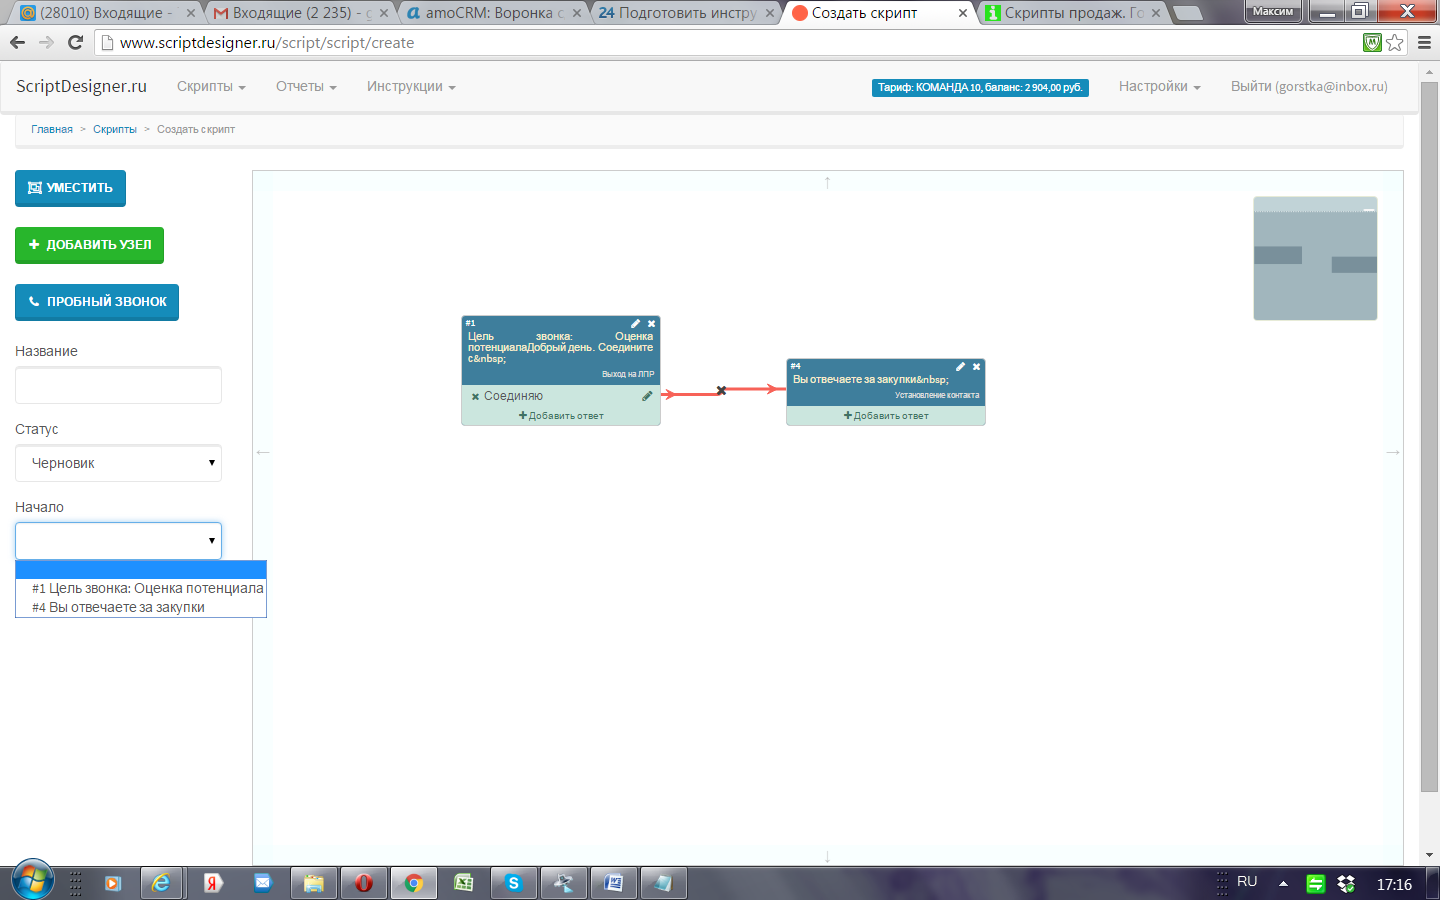 (28010) Входящие -
Входящие (2 235) - g
amoCRM: Воронка с
24 Подготовить инстру
Создать скрипт
Скрипты продаж. Го
Максим
www.scriptdesigner.ru/script/script/create
ScriptDesigner.ru
Скрипты
Отчеты
Инструкции
Тариф: КОМАНДА 10, баланс: 2 904,00 руб.
Настройки
Выйти (gorstka@inbox.ru)
Главная > Скрипты > Создать скрипт
УМЕСТИТЬ
ДОБАВИТЬ УЗЕЛ
ПРОБНЫЙ ЗВОНОК
Название
Статус
Черновик
Начало
#1 Цель звонка: Оценка потенциала
#4 Вы отвечаете за закупки
#1
Цель звонка: Оценка
потенциалаДобрый день. Соедините
с&nbsp;
Выход на ЛПР
Соединяю
Добавить ответ
#4
Вы отвечаете за закупки&nbsp;
Установление контакта
Добавить ответ
RU
17:16